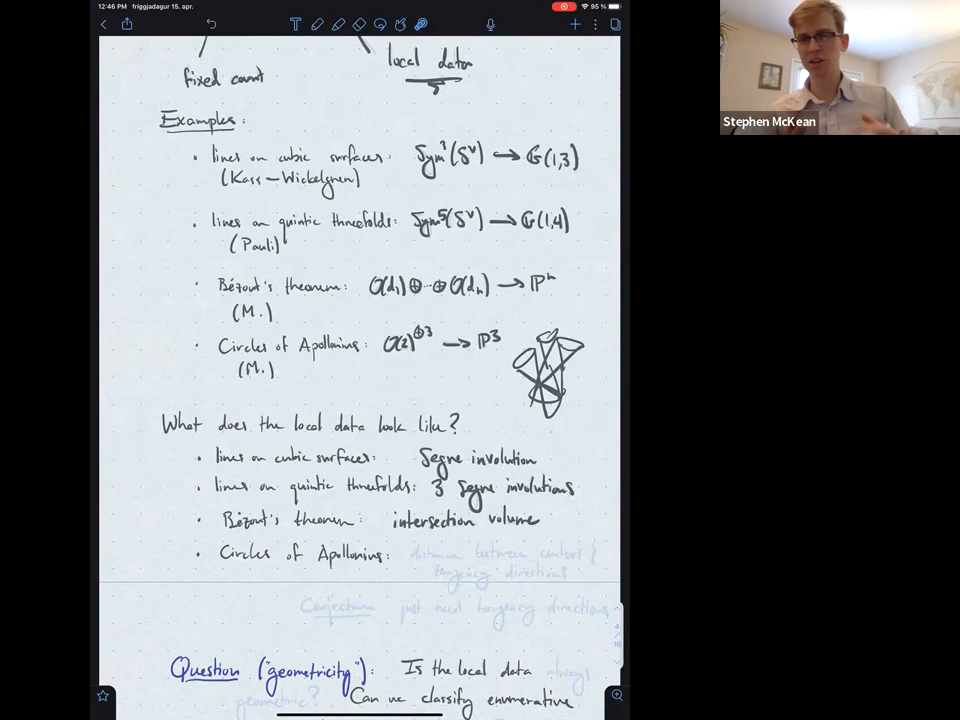 12:46 PM friggjadagur 15. apr.
95 %
Stephen McKean
fixed count
local data
Examples:
· lines on cubic surfaces: Sym³(S^∨) → G(1,3)
(Kass–Wickelgren)
· lines on quintic threefolds: Sym⁵(S^∨) → G(1,4)
(Pauli)
· Bézout's theorem: O(d₁)⊕···⊕O(dₙ) → ℙⁿ
(M.)
· Circles of Apollonius: O(2)^⊕3 → ℙ³
(M.)
What does the local data look like?
· lines on cubic surfaces: Segre involution
· lines on quintic threefolds: 3 Segre involutions
· Bézout's theorem: intersection volume
· Circles of Apollonius: distance between centers &
tangency directions
Conjecture just need tangency directions
Question ("geometricity"): Is the local data always
geometric? Can we classify enumerative